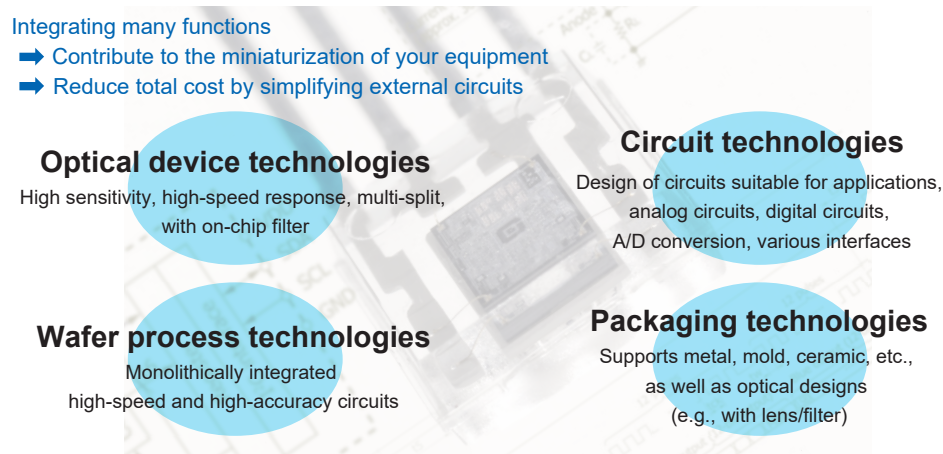 Integrating many functions
➡ Contribute to the miniaturization of your equipment
➡ Reduce total cost by simplifying external circuits
Optical device technologies
High sensitivity, high-speed response, multi-split,
with on-chip filter
Circuit technologies
Design of circuits suitable for applications,
analog circuits, digital circuits,
A/D conversion, various interfaces
Wafer process technologies
Monolithically integrated
high-speed and high-accuracy circuits
Packaging technologies
Supports metal, mold, ceramic, etc.,
as well as optical designs
(e.g., with lens/filter)
SCL
GND